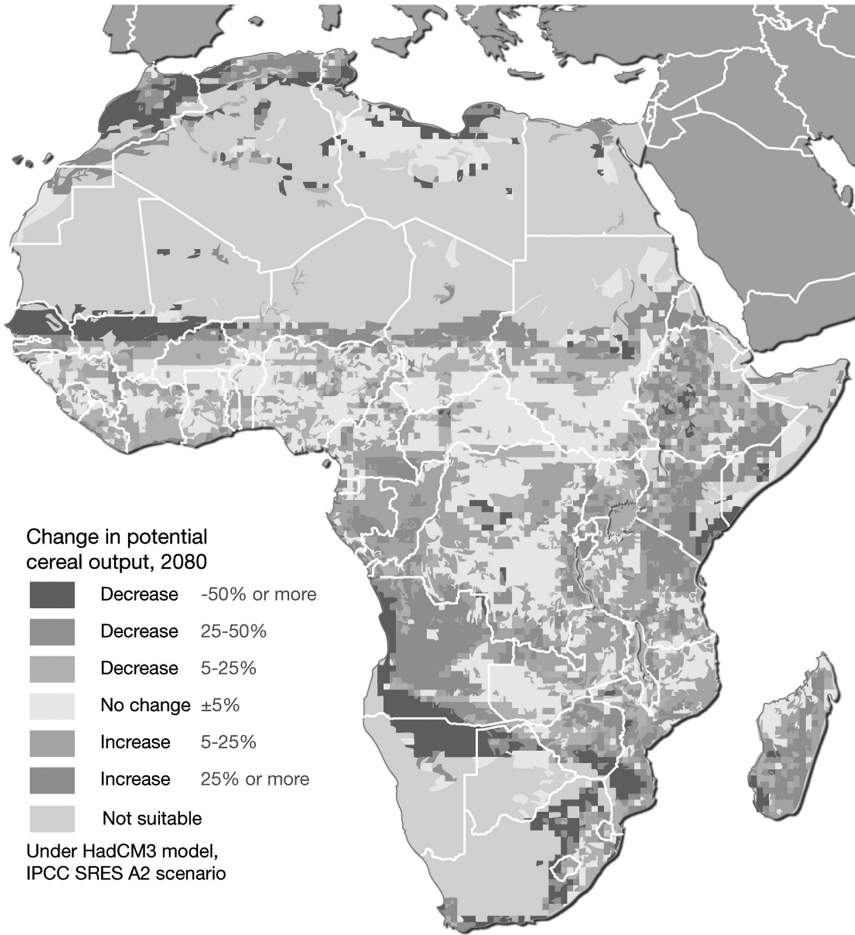 Change in potential
cereal output, 2080
Decrease -50% or more
Decrease 25-50%
Decrease 5-25%
No change ±5%
Increase 5-25%
Increase 25% or more
Not suitable
Under HadCM3 model,
IPCC SRES A2 scenario